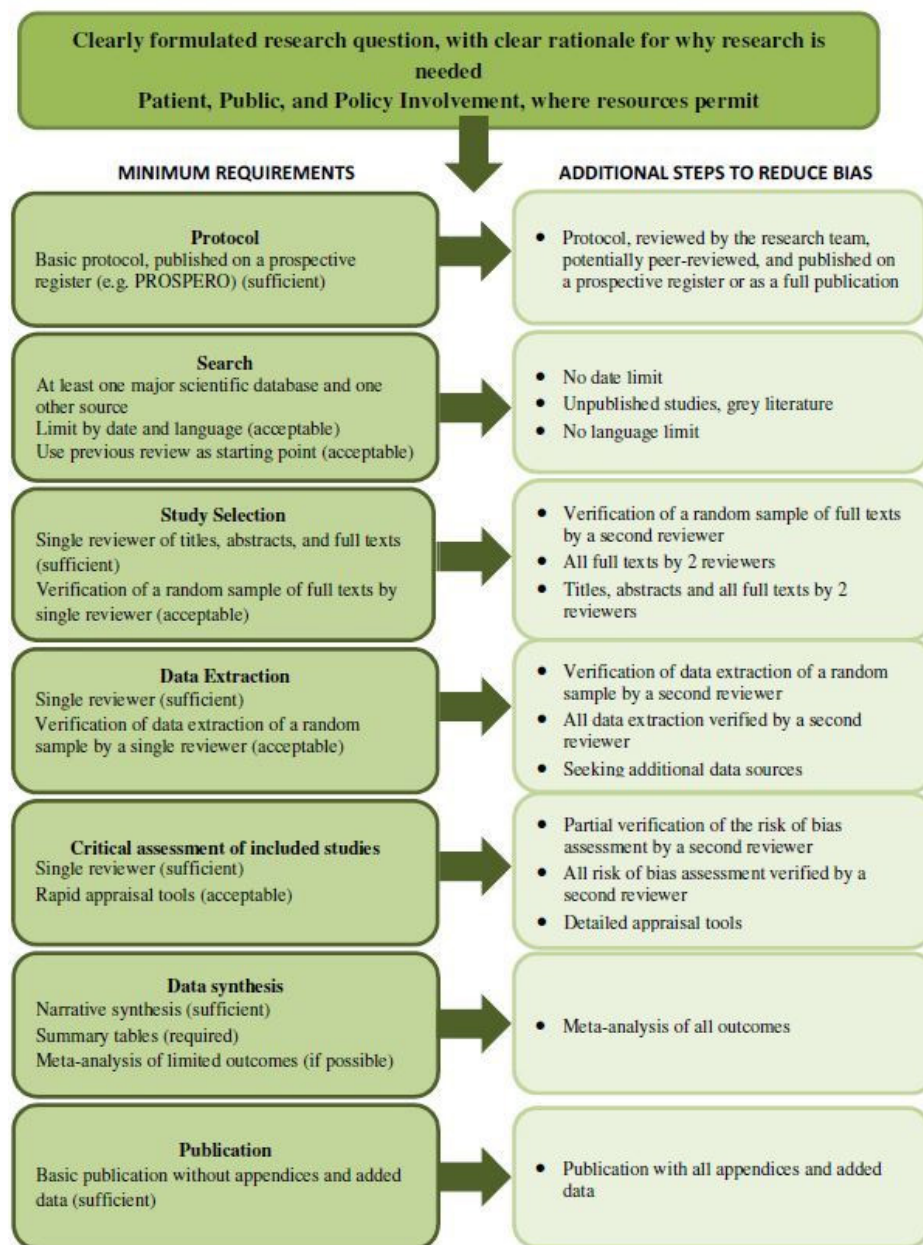 Clearly formulated research question, with clear rationale for why research is
needed
Patient, Public, and Policy Involvement, where resources permit
MINIMUM REQUIREMENTS
ADDITIONAL STEPS TO REDUCE BIAS
Protocol
Basic protocol, published on a prospective
register (e.g. PROSPERO) (sufficient)
• Protocol, reviewed by the research team,
potentially peer-reviewed, and published on
a prospective register or as a full publication
Search
At least one major scientific database and one
other source
Limit by date and language (acceptable)
Use previous review as starting point (acceptable)
• No date limit
• Unpublished studies, grey literature
• No language limit
Study Selection
Single reviewer of titles, abstracts, and full texts
(sufficient)
Verification of a random sample of full texts by
single reviewer (acceptable)
• Verification of a random sample of full texts
by a second reviewer
• All full texts by 2 reviewers
• Titles, abstracts and all full texts by 2
reviewers
Data Extraction
Single reviewer (sufficient)
Verification of data extraction of a random
sample by a single reviewer (acceptable)
• Verification of data extraction of a random
sample by a second reviewer
• All data extraction verified by a second
reviewer
• Seeking additional data sources
Critical assessment of included studies
Single reviewer (sufficient)
Rapid appraisal tools (acceptable)
• Partial verification of the risk of bias
assessment by a second reviewer
• All risk of bias assessment verified by a
second reviewer
• Detailed appraisal tools
Data synthesis
Narrative synthesis (sufficient)
Summary tables (required)
Meta-analysis of limited outcomes (if possible)
• Meta-analysis of all outcomes
Publication
Basic publication without appendices and added
data (sufficient)
• Publication with all appendices and added
data